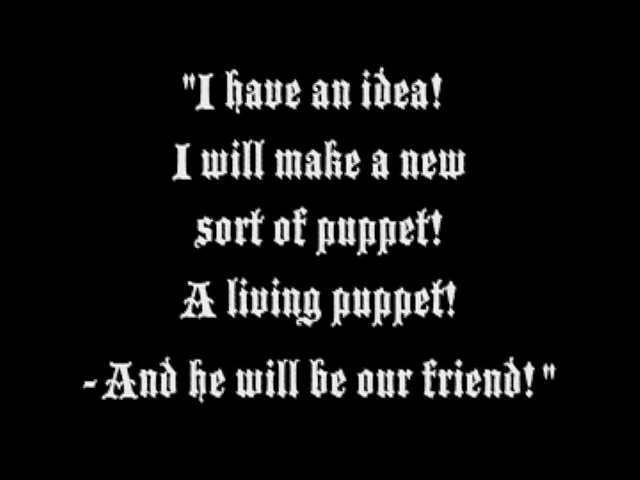 "I have an idea!
I will make a new
sort of puppet!
A living puppet!
-And he will be our friend!"